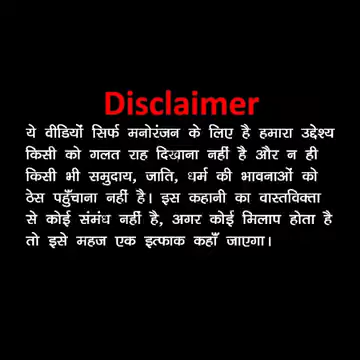 Disclaimer
ये वीडियों सिर्फ मनोरंजन के लिए है हमारा उद्देश्य
किसी को गलत राह दिखाना नहीं है और न ही
किसी भी समुदाय, जाति, धर्म की भावनाओं को
ठेस पहुँचाना नहीं है। इस कहानी का वास्तविक्ता
से कोई संमंध नहीं है, अगर कोई मिलाप होता है
तो इसे महज एक इत्फाक कहाँ जाएगा।